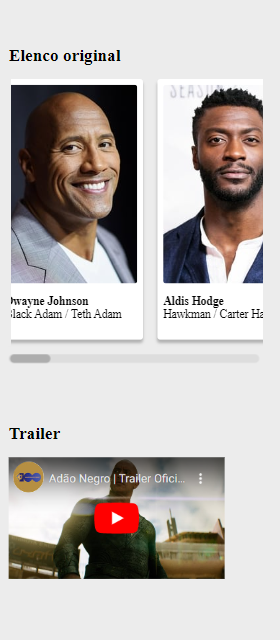 Elenco original
Dwayne Johnson
Black Adam / Teth Adam
Aldis Hodge
Hawkman / Carter Ha
Trailer
Adão Negro | Trailer Ofici...